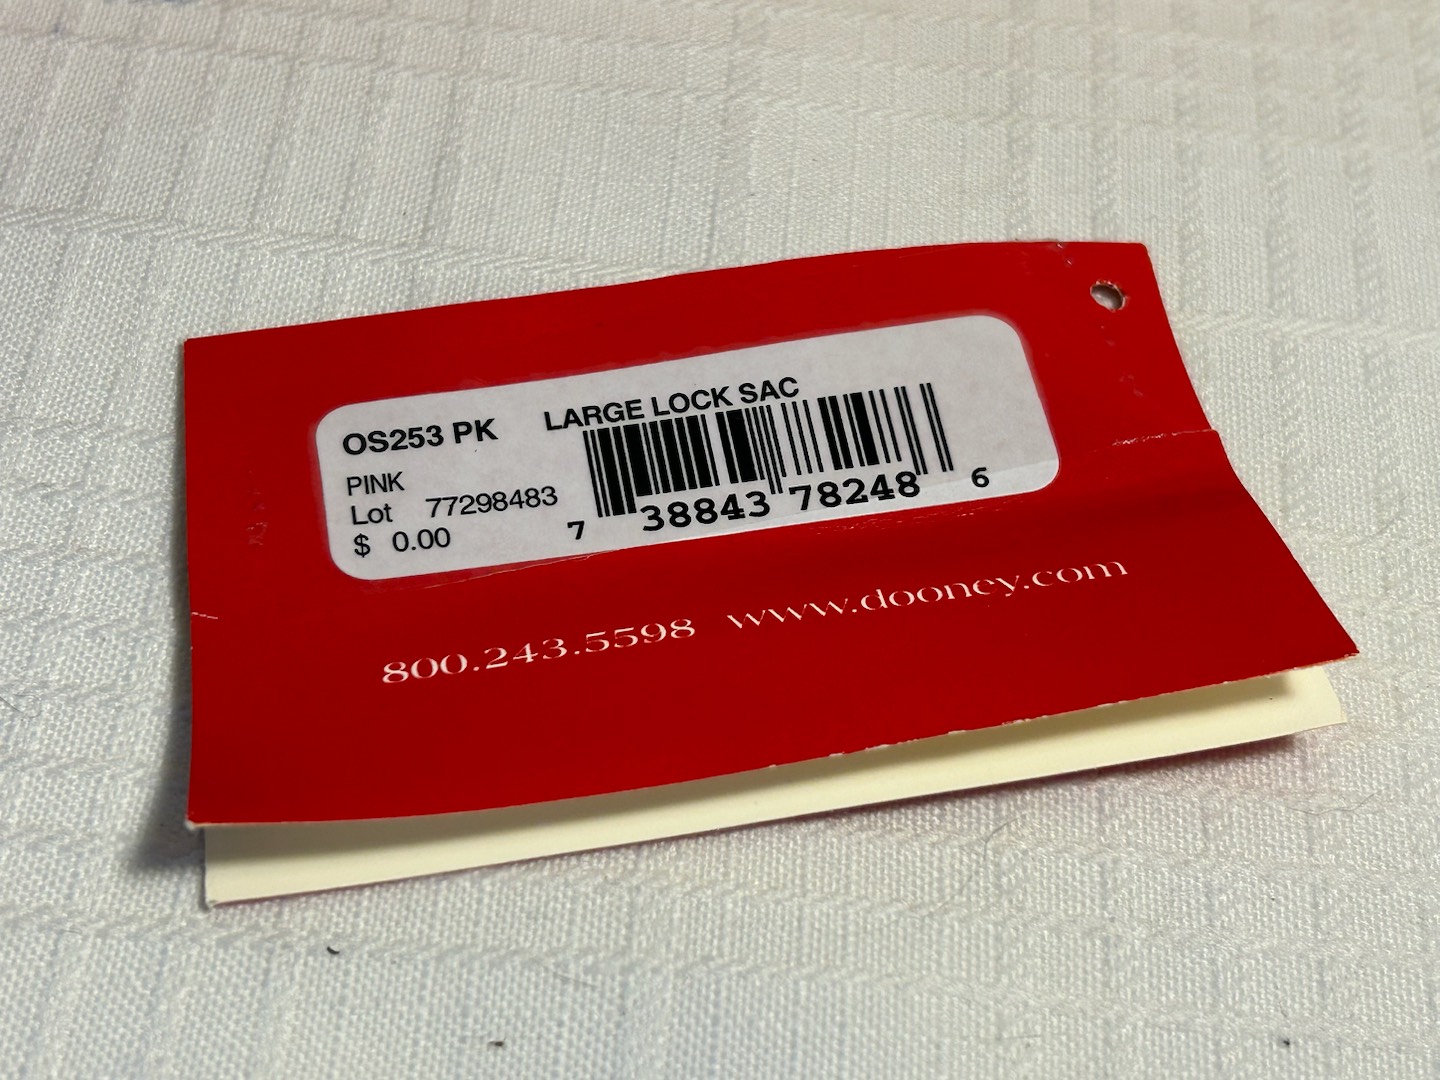 OS253 PK LARGE LOCK SAC
PINK
Lot 77298483
$ 0.00
7 38843 78248 6
800.243.5598 www.dooney.com